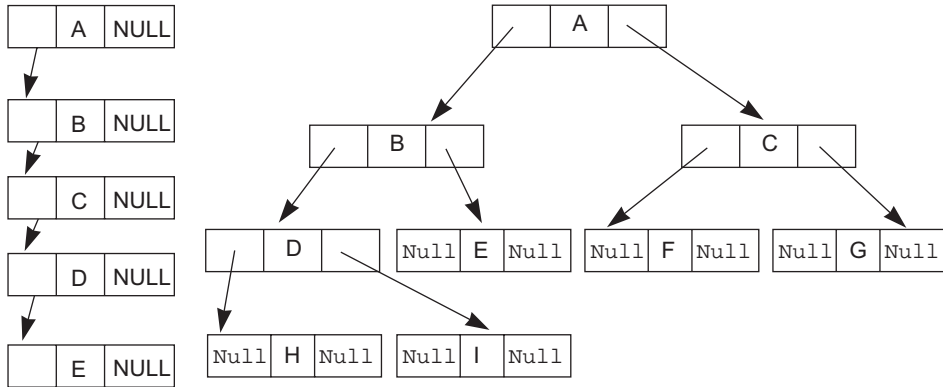 A NULL
B NULL
C NULL
D NULL
E NULL
A
B
C
D
Null E Null
Null F Null
Null G Null
Null H Null
Null I Null